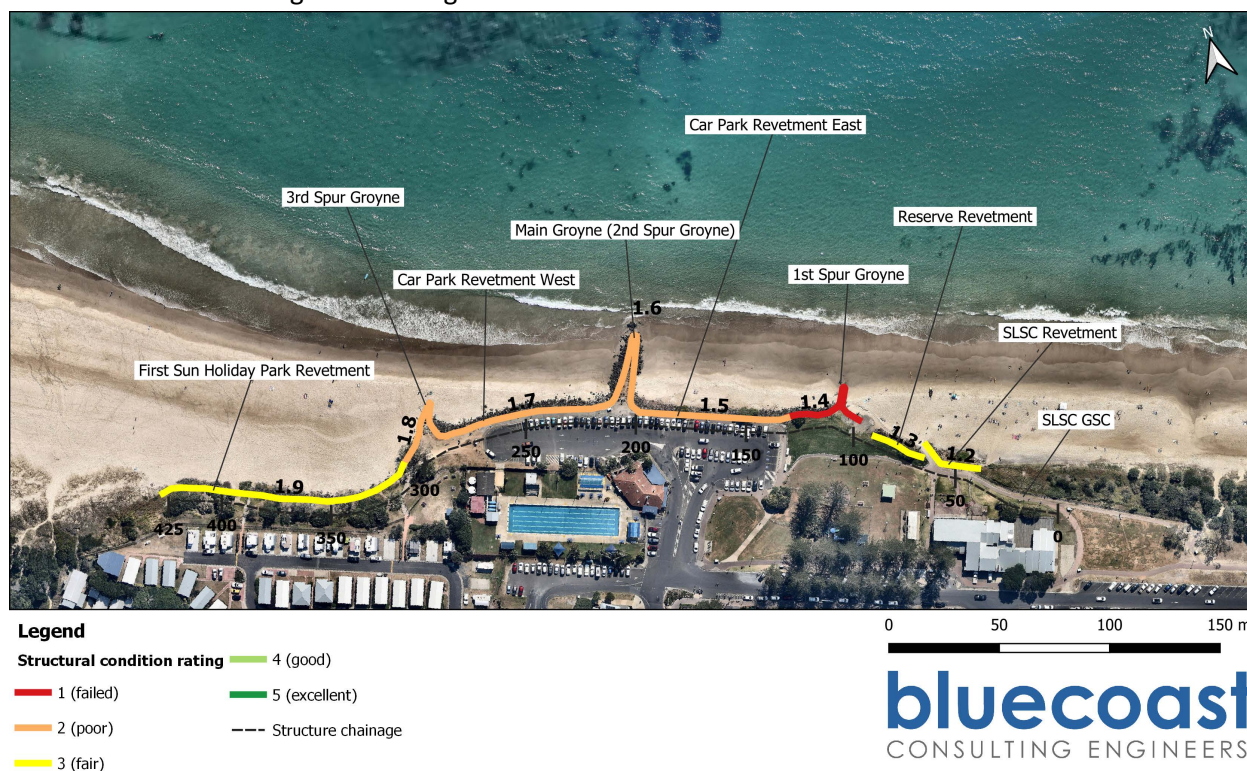 N
Car Park Revetment East
3rd Spur Groyne
Main Groyne (2nd Spur Groyne)
Reserve Revetment
Car Park Revetment West
1st Spur Groyne
1.6
SLSC Revetment
First Sun Holiday Park Revetment
1.7
1.5
1.4
SLSC GSC
1.8
1.3
1.2
250
200
150
100
1.9
300
50
425
400
350
0
Legend
Structural condition rating
1 (failed)
2 (poor)
3 (fair)
4 (good)
5 (excellent)
Structure chainage
0 50 100 150 m
bluecoast
CONSULTING ENGINEERS